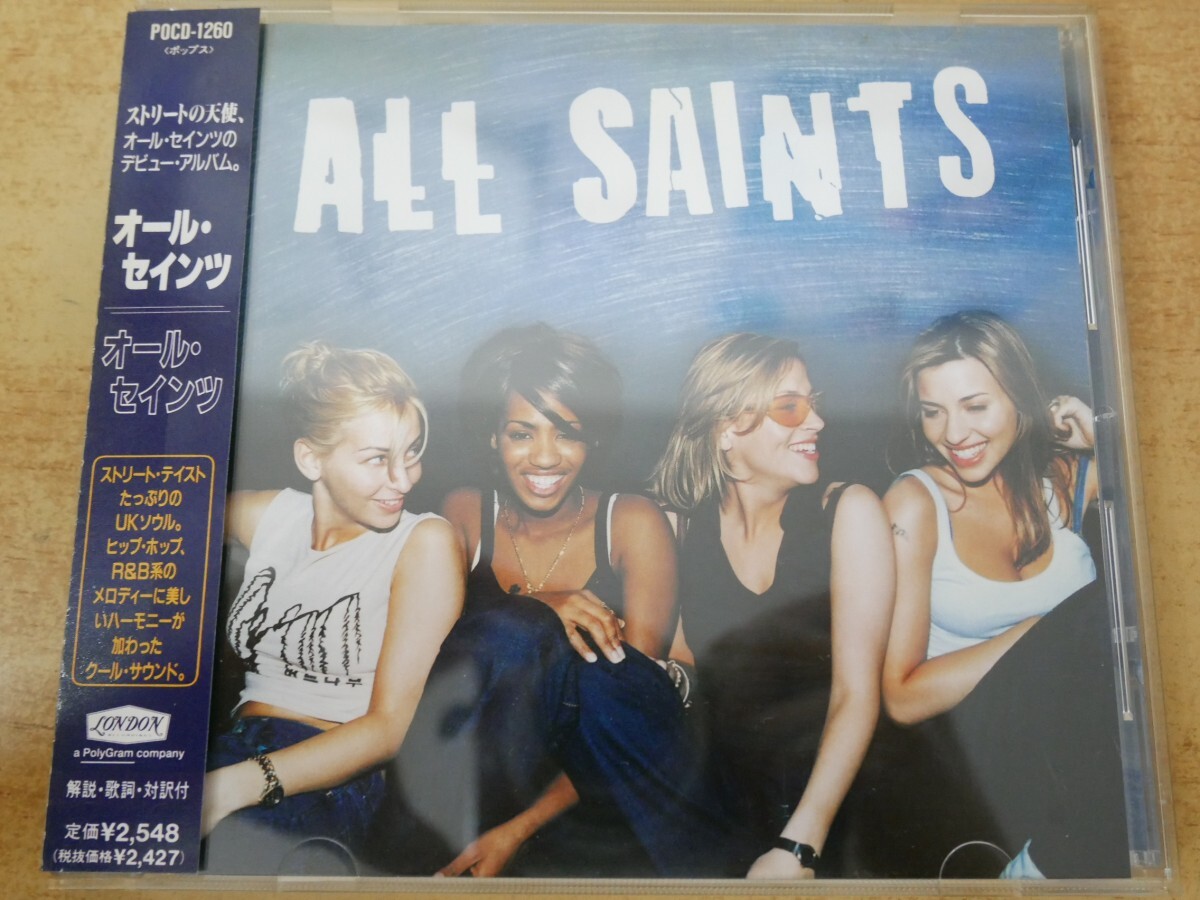 POCD-1260
〈ポップス〉
ストリートの天使、
オール・セインツの
デビュー・アルバム。
オール・
セインツ
オール・
セインツ
ストリート・テイスト
たっぷりの
UKソウル。
ヒップ・ホップ、
R&B系の
メロディーに美し
いハーモニーが
加わった
クール・サウンド。
LONDON
a PolyGram company
解説・歌詞・対訳付
定価¥2,548
(税抜価格¥2,427)
ALL SAINTS